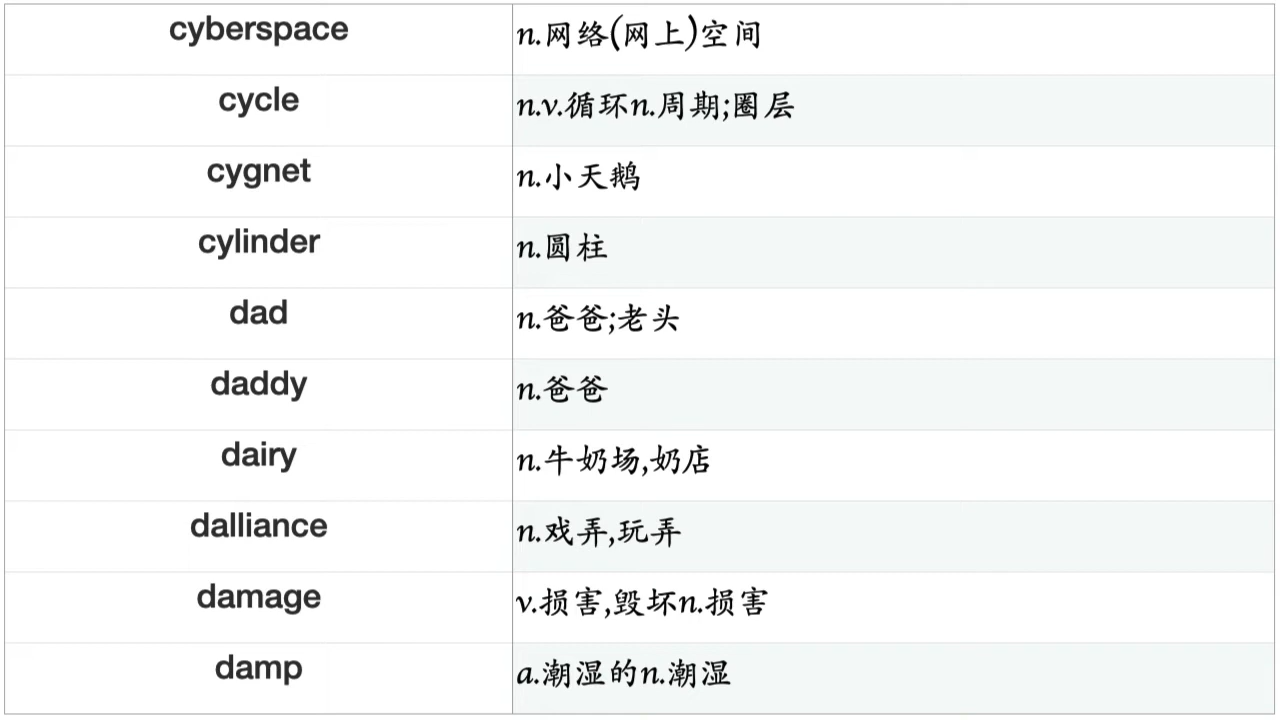 cyberspace n.网络(网上)空间
cycle n.v.循环n.周期;圈层
cygnet n.小天鹅
cylinder n.圆柱
dad n.爸爸;老头
daddy n.爸爸
dairy n.牛奶场,奶店
dalliance n.戏弄,玩弄
damage v.损害,毁坏n.损害
damp a.潮湿的n.潮湿